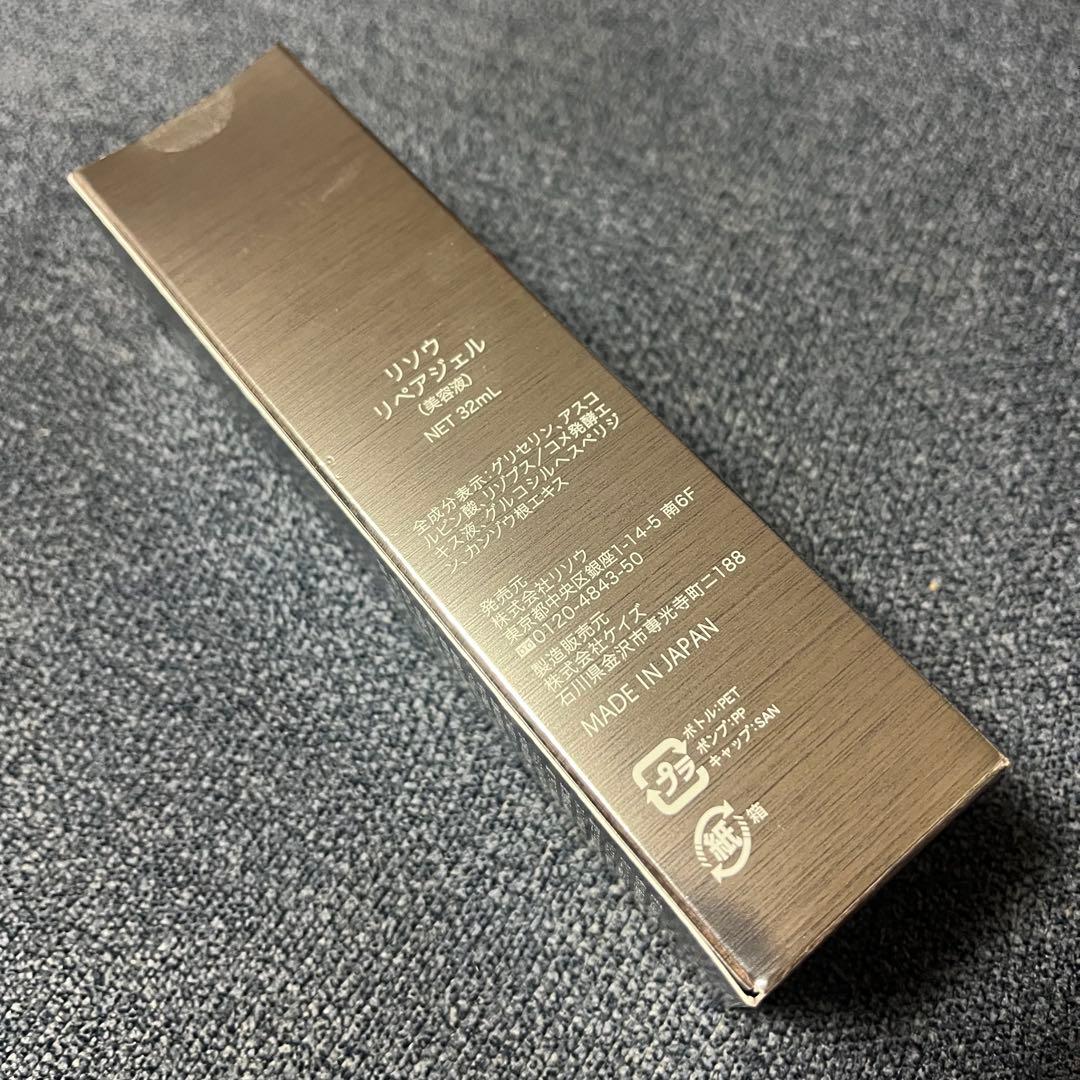 リソウ
リペアジェル
(美容液)
NET 32mL
全成分表示:グリセリン、アスコ
ルビン酸、リゾプス/コメ発酵エ
キス液、グルコシルヘスペリジ
ン、カンゾウ根エキス
発売元
株式会社リソウ
東京都中央区銀座1-14-5 南6F
0120-4843-50
製造販売元
株式会社ケイズ
石川県金沢市専光寺町ニ188
MADE IN JAPAN
プラ
ボトル:PET
ポンプ:PP
キャップ:SAN
紙
箱